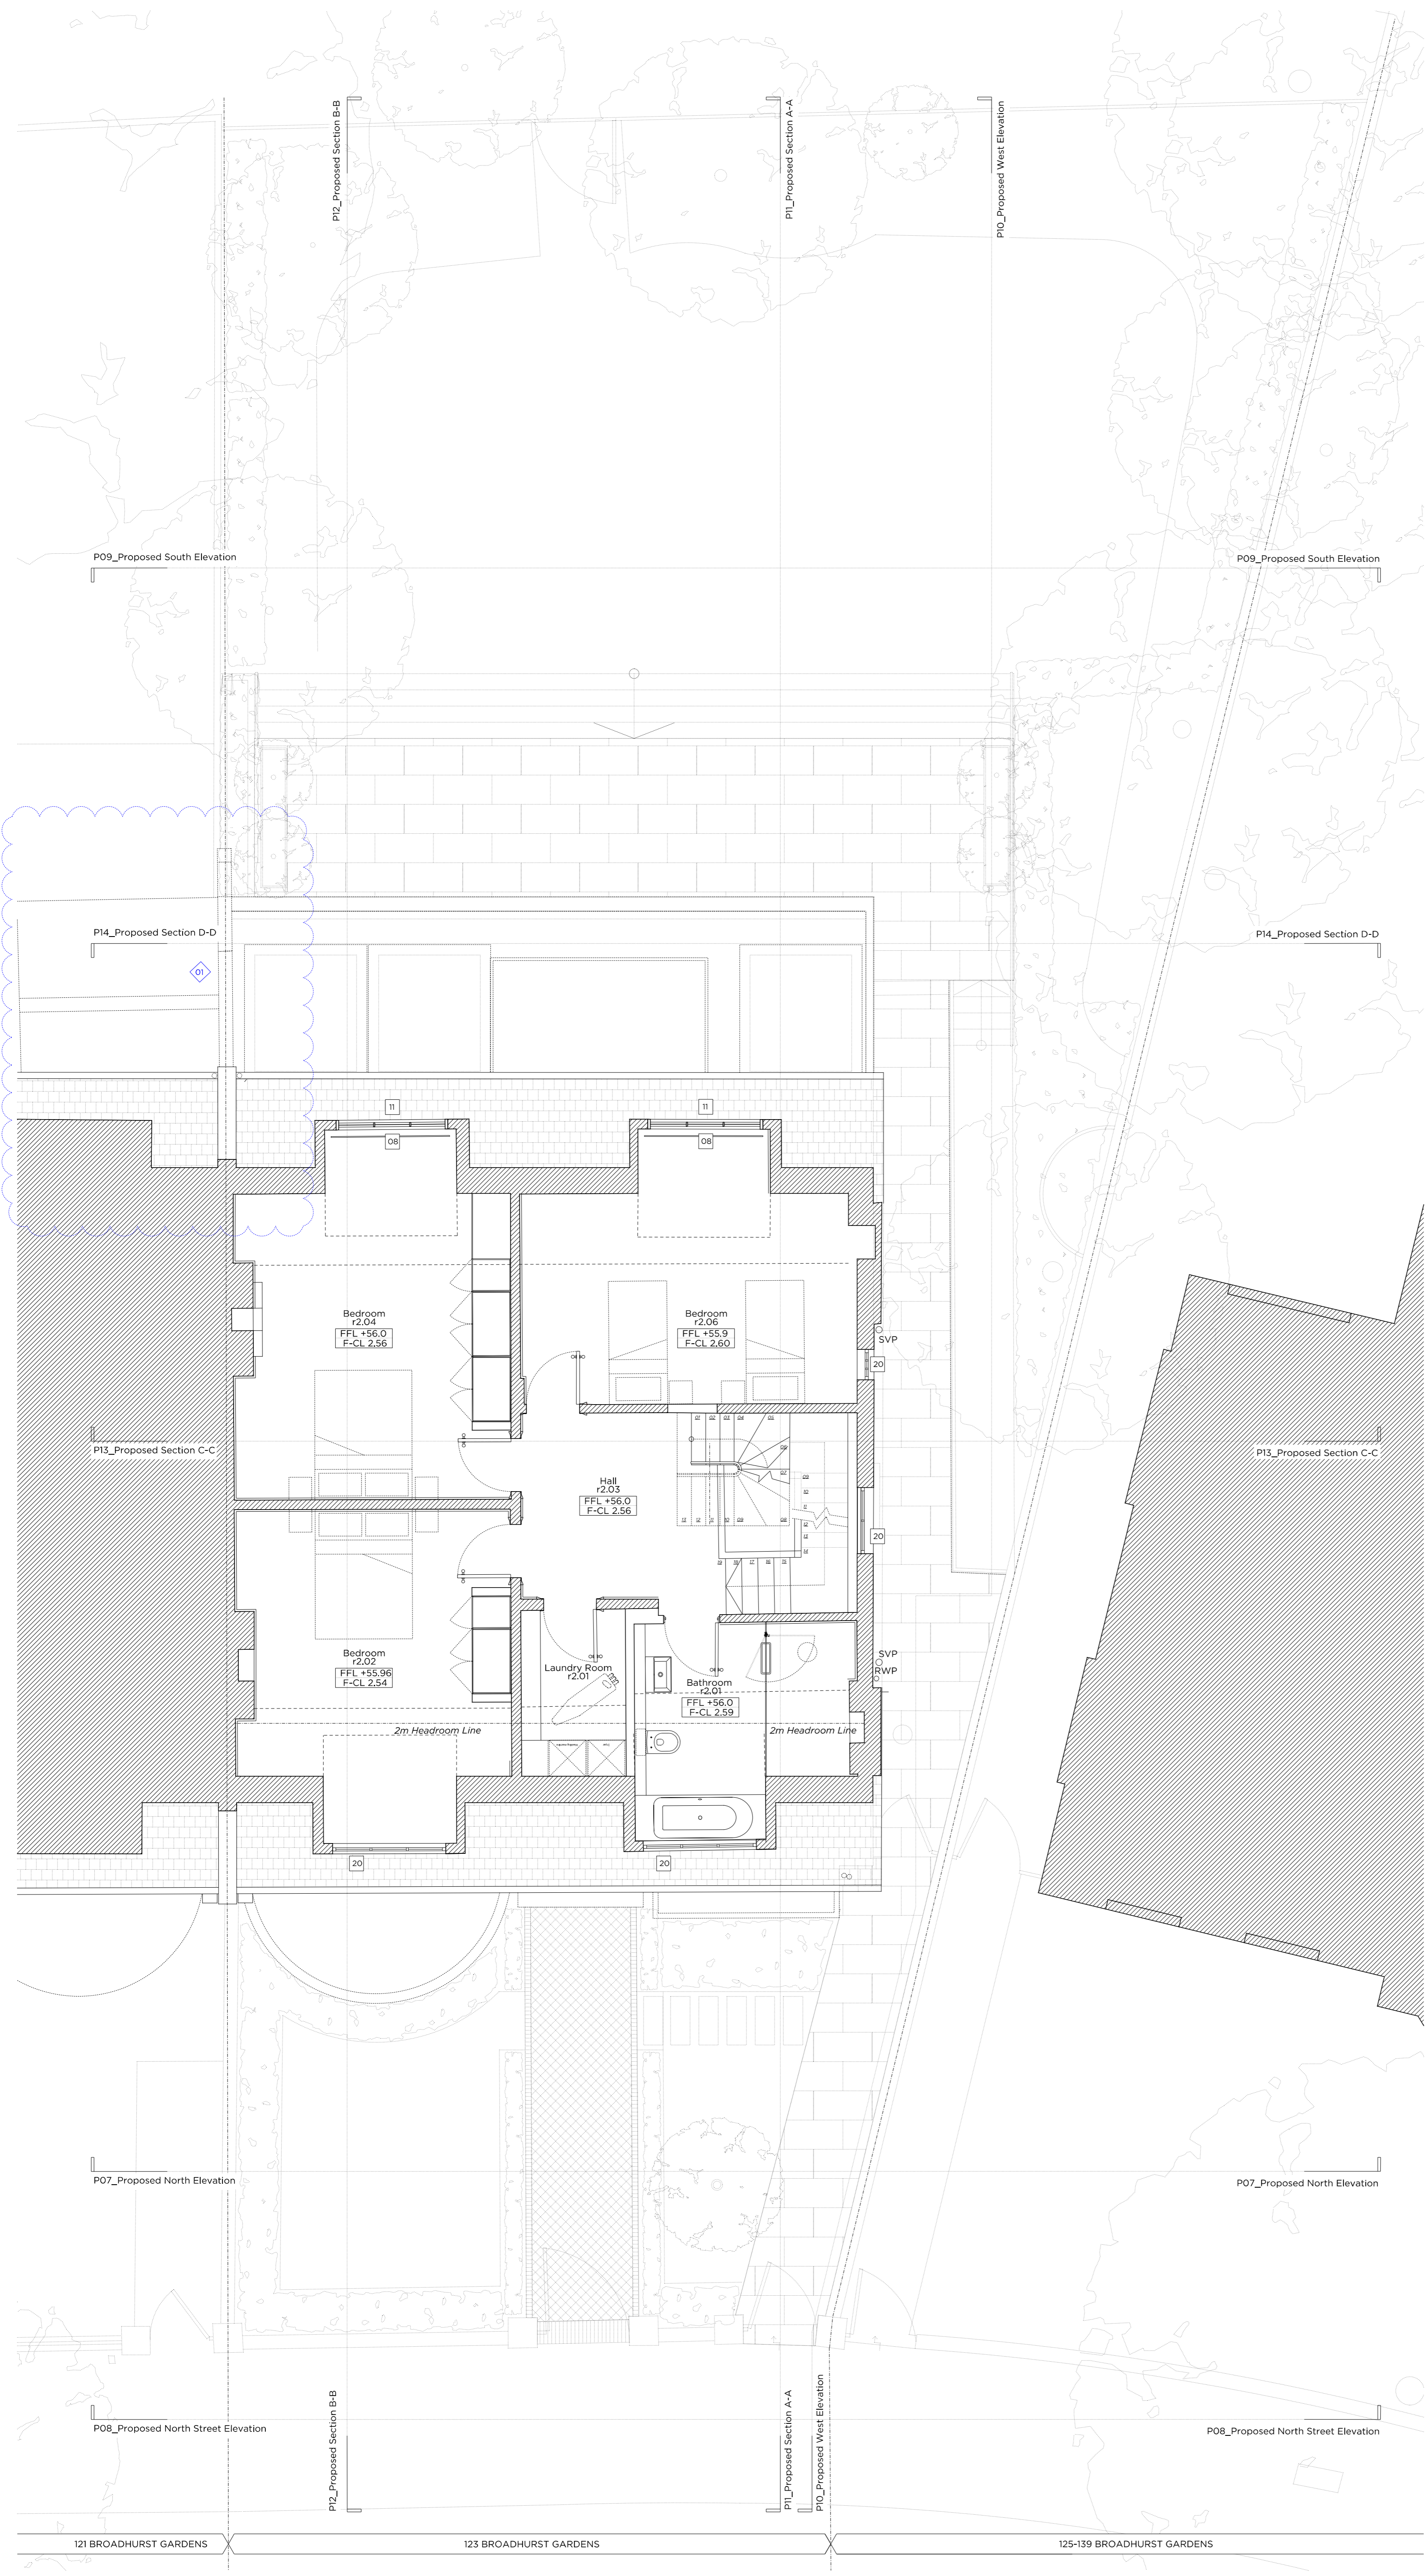 P12_Proposed Section B-B
P11_Proposed Section A-A
P10_Proposed West Elevation
P09_Proposed South Elevation
P09_Proposed South Elevation
P14_Proposed Section D-D
P14_Proposed Section D-D
01
11
11
08
08
Bedroom
r2.04
FFL +56.0
F-CL 2.56
Bedroom
r2.06
FFL +55.9
F-CL 2.60
SVP
20
P13_Proposed Section C-C
P13_Proposed Section C-C
Hall
r2.03
FFL +56.0
F-CL 2.56
20
Bedroom
r2.02
FFL +55.96
F-CL 2.54
Laundry Room
r2.01
Bathroom
r2.01
FFL +56.0
F-CL 2.59
SVP
RWP
2m Headroom Line
2m Headroom Line
20
20
P07_Proposed North Elevation
P07_Proposed North Elevation
P08_Proposed North Street Elevation
P08_Proposed North Street Elevation
P12_Proposed Section B-B
P11_Proposed Section A-A
P10_Proposed West Elevation
121 BROADHURST GARDENS
123 BROADHURST GARDENS
125-139 BROADHURST GARDENS